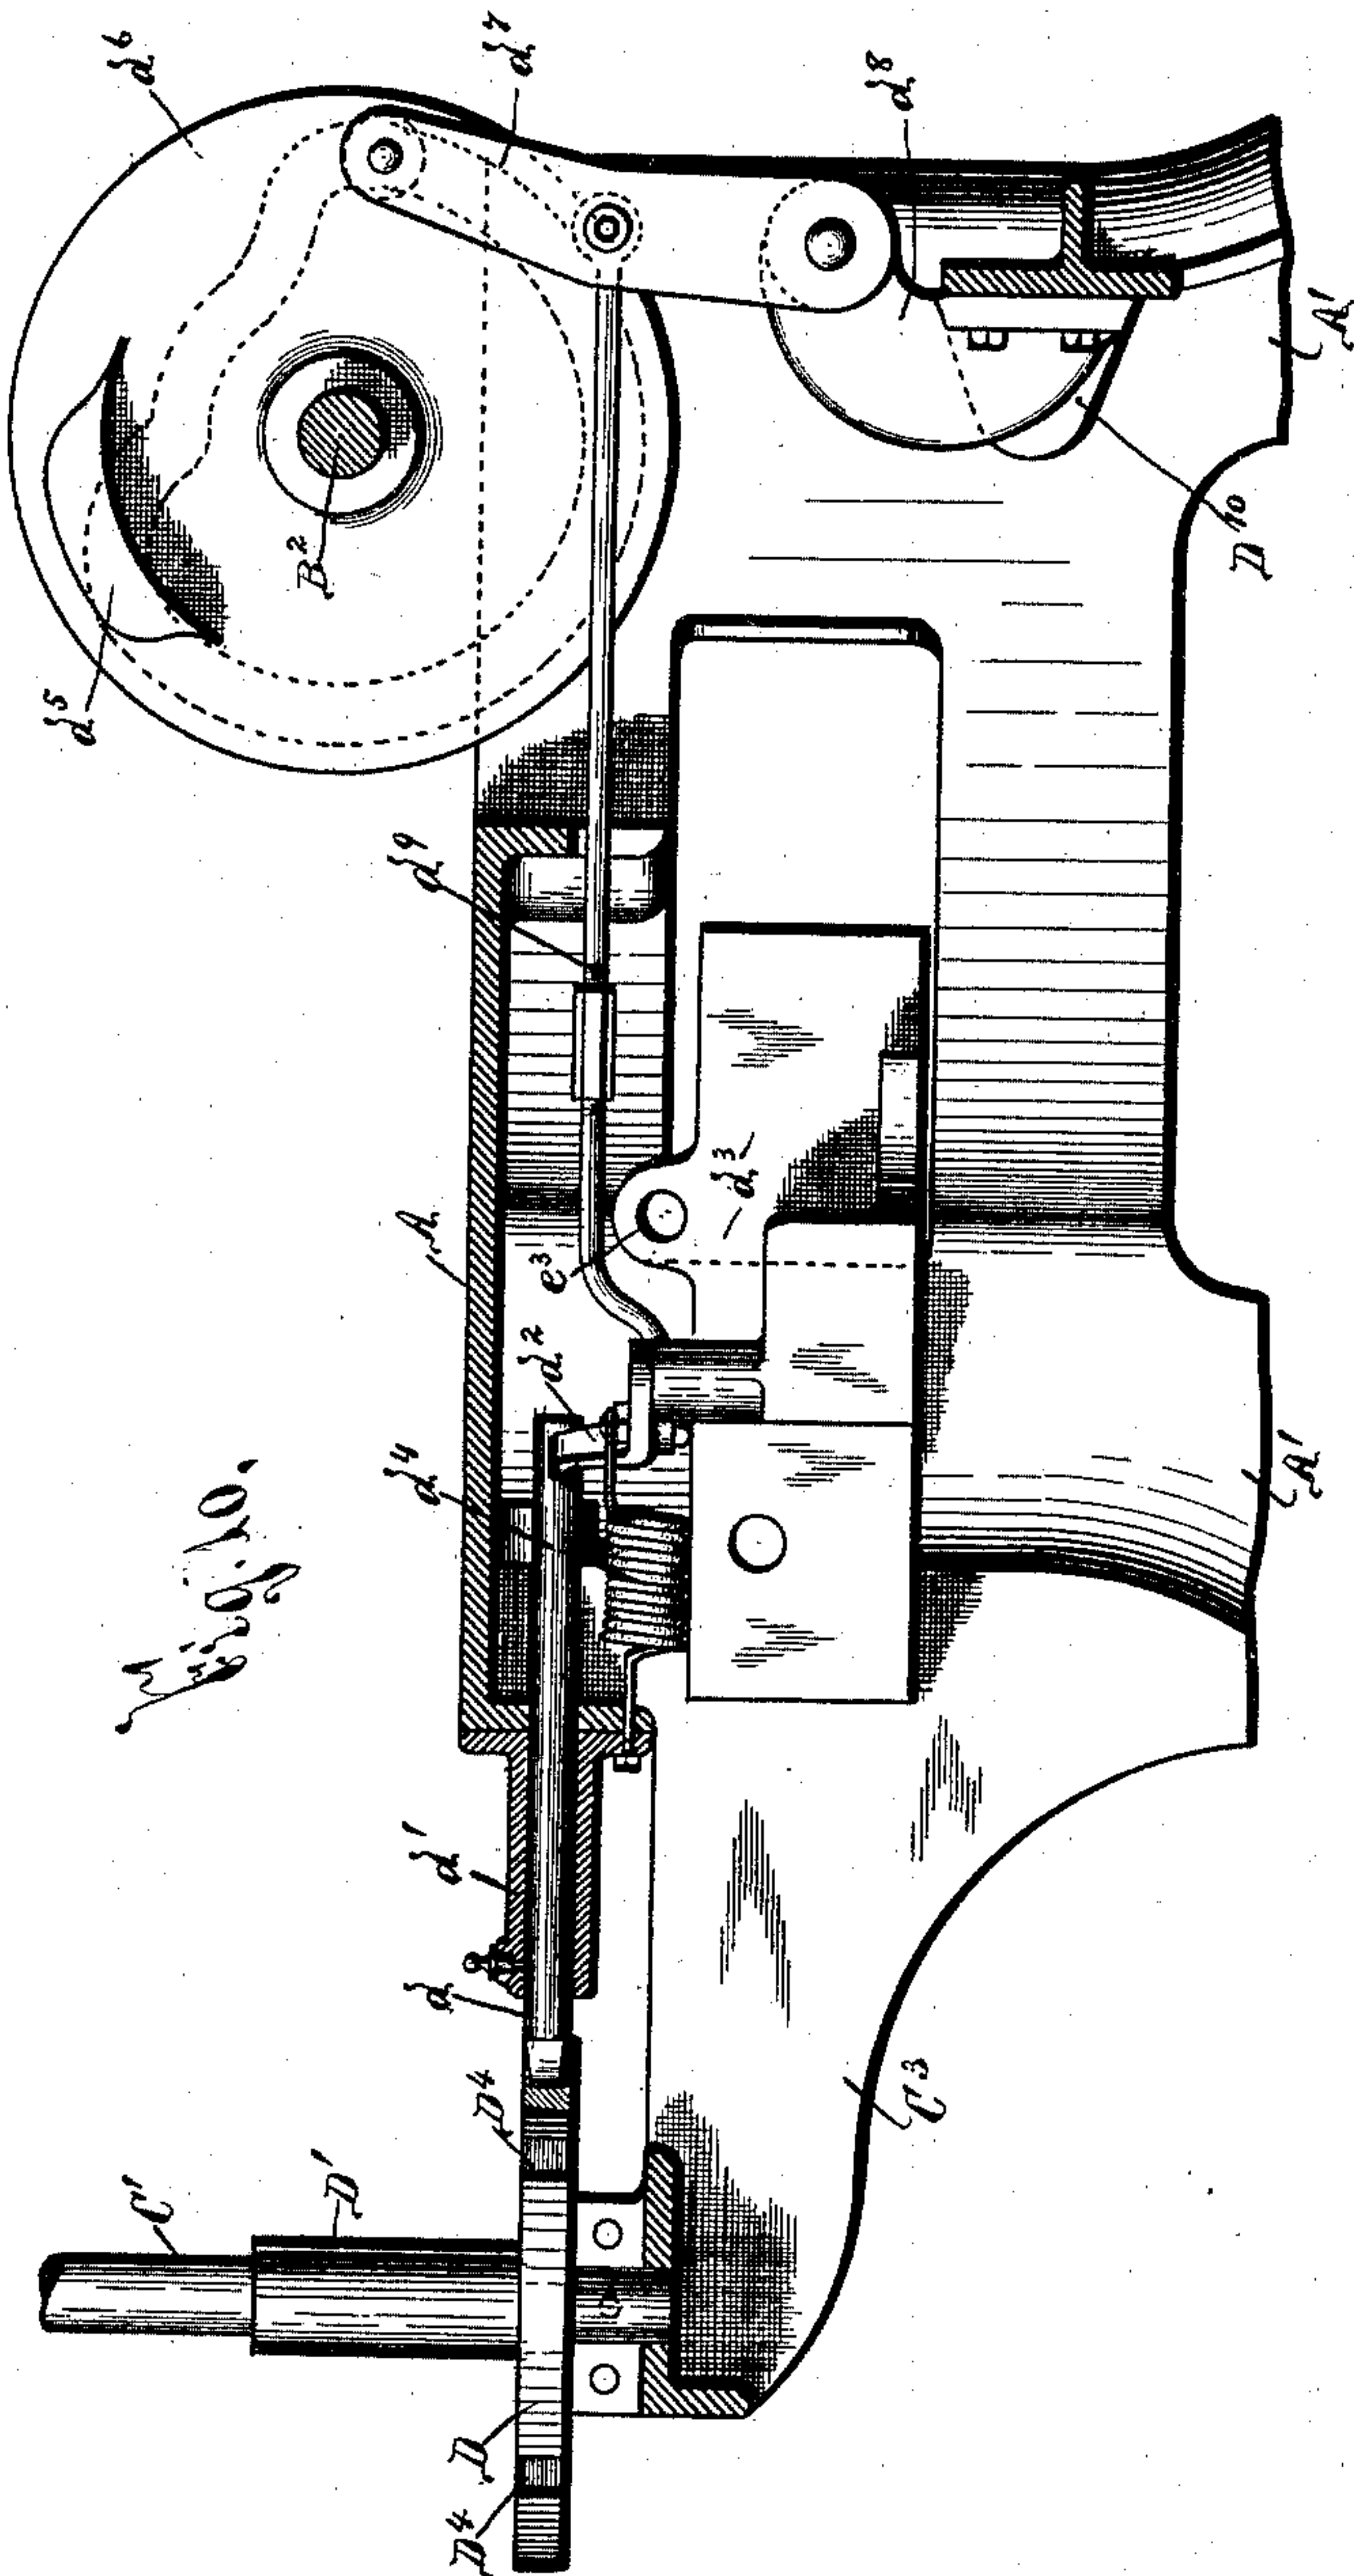 Fig. 10.
d⁶
d⁷
d⁸
d⁵
B²
A'
D¹⁰
d⁹
A
e³
d³
d²
d⁴
A'
d'
d
C³
D⁴
C'
D'
D
D⁴